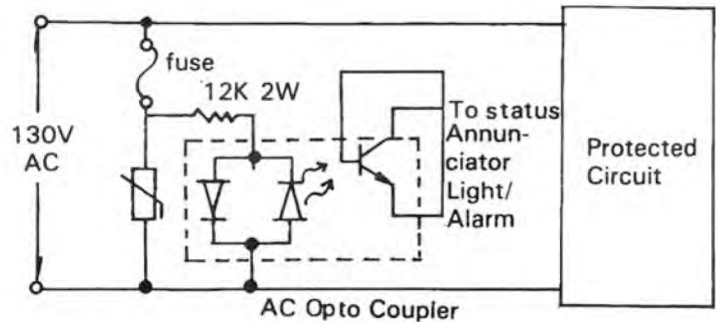 fuse
12K 2W
130V
AC
To status
Annun-
ciator
Light/
Alarm
Protected
Circuit
AC Opto Coupler